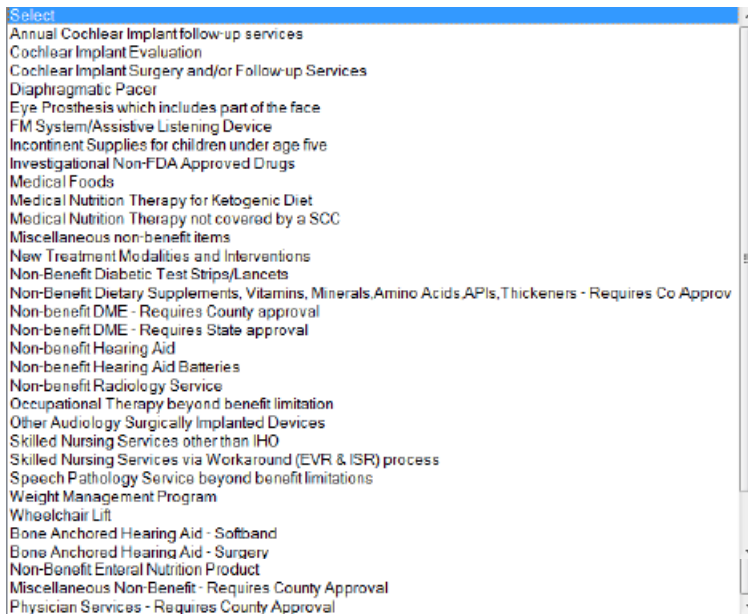 Select
Annual Cochlear Implant follow-up services
Cochlear Implant Evaluation
Cochlear Implant Surgery and/or Follow-up Services
Diaphragmatic Pacer
Eye Prosthesis which includes part of the face
FM System/Assistive Listening Device
Incontinent Supplies for children under age five
Investigational Non-FDA Approved Drugs
Medical Foods
Medical Nutrition Therapy for Ketogenic Diet
Medical Nutrition Therapy not covered by a SCC
Miscellaneous non-benefit items
New Treatment Modalities and Interventions
Non-Benefit Diabetic Test Strips/Lancets
Non-Benefit Dietary Supplements, Vitamins, Minerals,Amino Acids,APIs,Thickeners - Requires Co Approv
Non-benefit DME - Requires County approval
Non-benefit DME - Requires State approval
Non-benefit Hearing Aid
Non-benefit Hearing Aid Batteries
Non-benefit Radiology Service
Occupational Therapy beyond benefit limitation
Other Audiology Surgically Implanted Devices
Skilled Nursing Services other than IHO
Skilled Nursing Services via Workaround (EVR & ISR) process
Speech Pathology Service beyond benefit limitations
Weight Management Program
Wheelchair Lift
Bone Anchored Hearing Aid - Softband
Bone Anchored Hearing Aid - Surgery
Non-Benefit Enteral Nutrition Product
Miscellaneous Non-Benefit - Requires County Approval
Physician Services - Requires County Approval